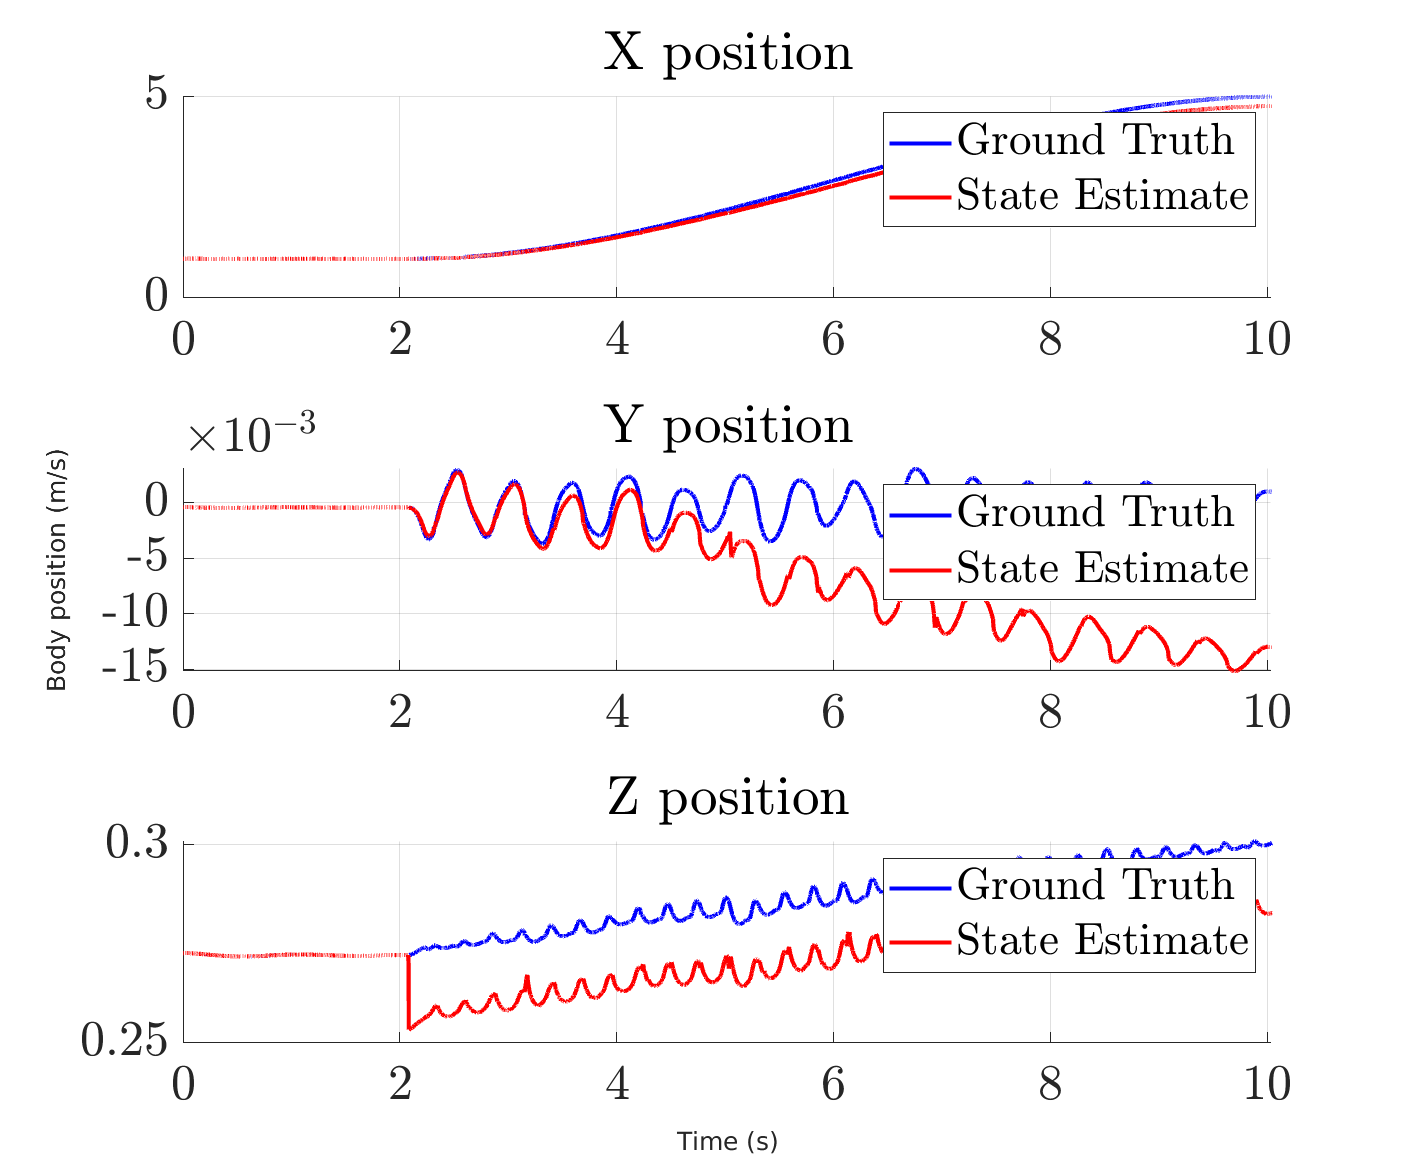 X position
5
0
Ground Truth
State Estimate
0 2 4 6 8 10
Y position
×10⁻³
0
-5
-10
-15
Ground Truth
State Estimate
0 2 4 6 8 10
Body position (m/s)
Z position
0.3
0.25
Ground Truth
State Estimate
0 2 4 6 8 10
Time (s)